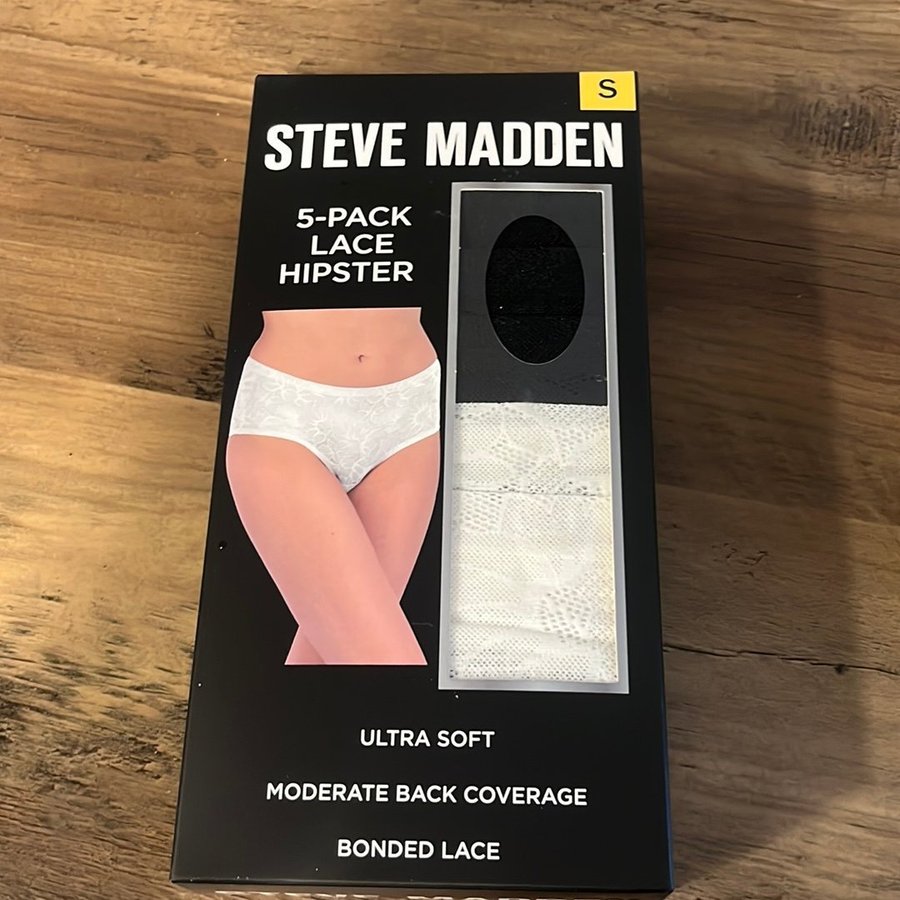 S
STEVE MADDEN
5-PACK
LACE
HIPSTER
ULTRA SOFT
MODERATE BACK COVERAGE
BONDED LACE